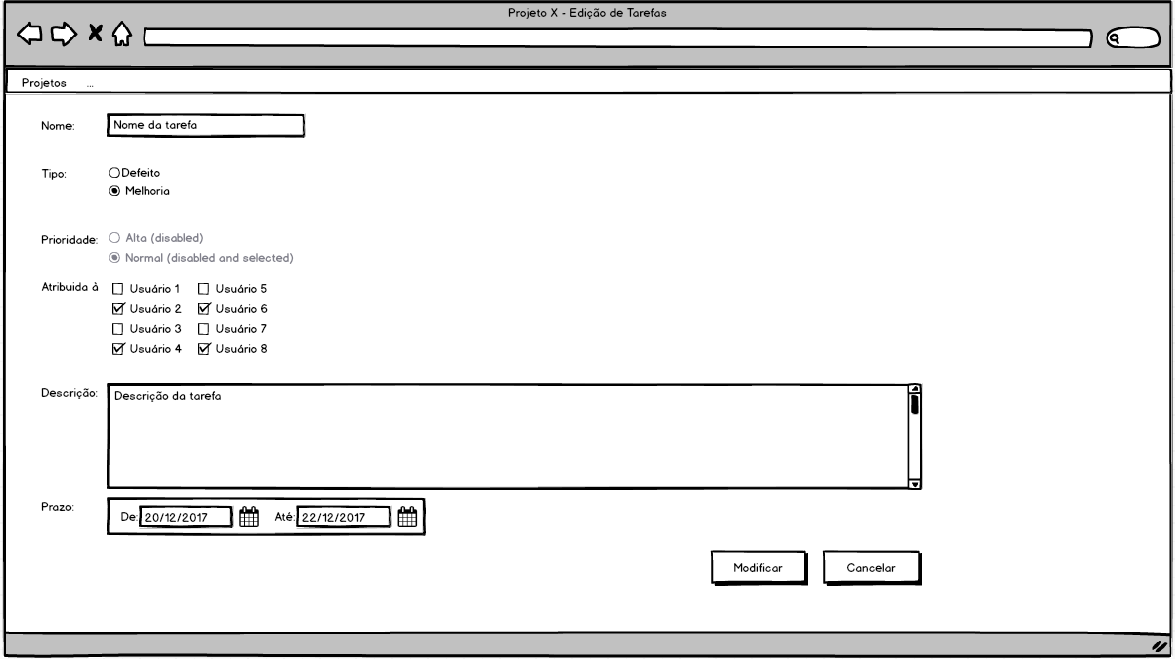 Projeto X - Edição de Tarefas
Projetos ...
Nome: Nome da tarefa
Tipo: Defeito
Melhoria
Prioridade: Alta (disabled)
Normal (disabled and selected)
Atribuida à Usuário 1 Usuário 5
Usuário 2 Usuário 6
Usuário 3 Usuário 7
Usuário 4 Usuário 8
Descrição: Descrição da tarefa
Prazo: De: 20/12/2017 Até: 22/12/2017
Modificar Cancelar